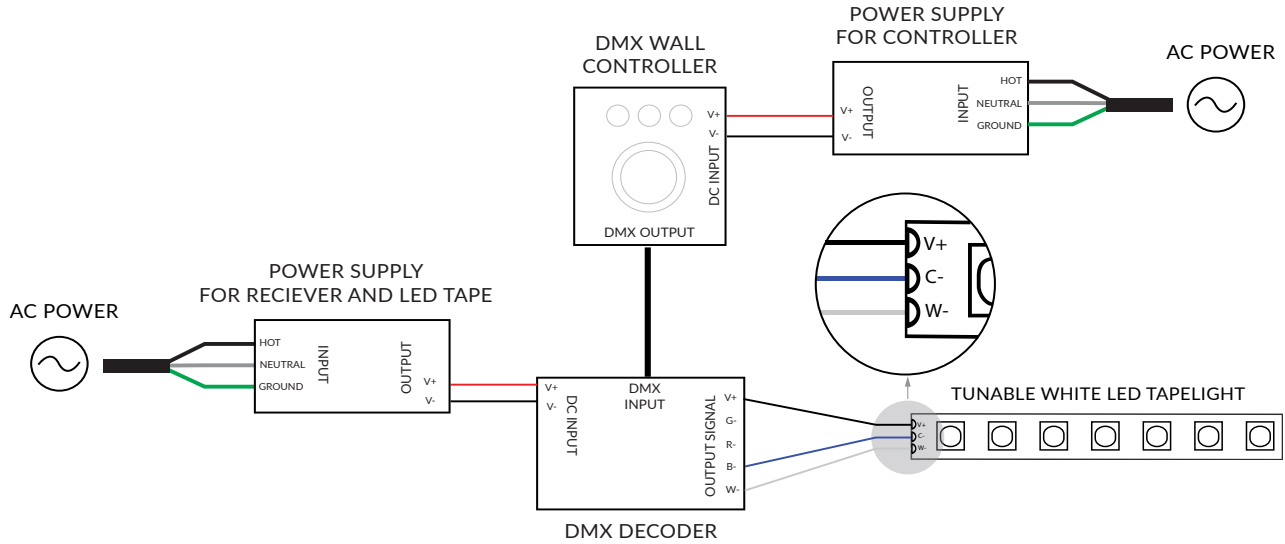 POWER SUPPLY
FOR CONTROLLER
AC POWER
DMX WALL
CONTROLLER
V+
V-
DC INPUT
DMX OUTPUT
V+
V-
OUTPUT
INPUT
HOT
NEUTRAL
GROUND
V+
C-
W-
POWER SUPPLY
FOR RECIEVER AND LED TAPE
AC POWER
HOT
NEUTRAL
GROUND
INPUT
OUTPUT
V+
V-
V+
V-
DC INPUT
DMX
INPUT
OUTPUT SIGNAL
V+
G-
R-
B-
W-
DMX DECODER
TUNABLE WHITE LED TAPELIGHT
V+
C-
W-